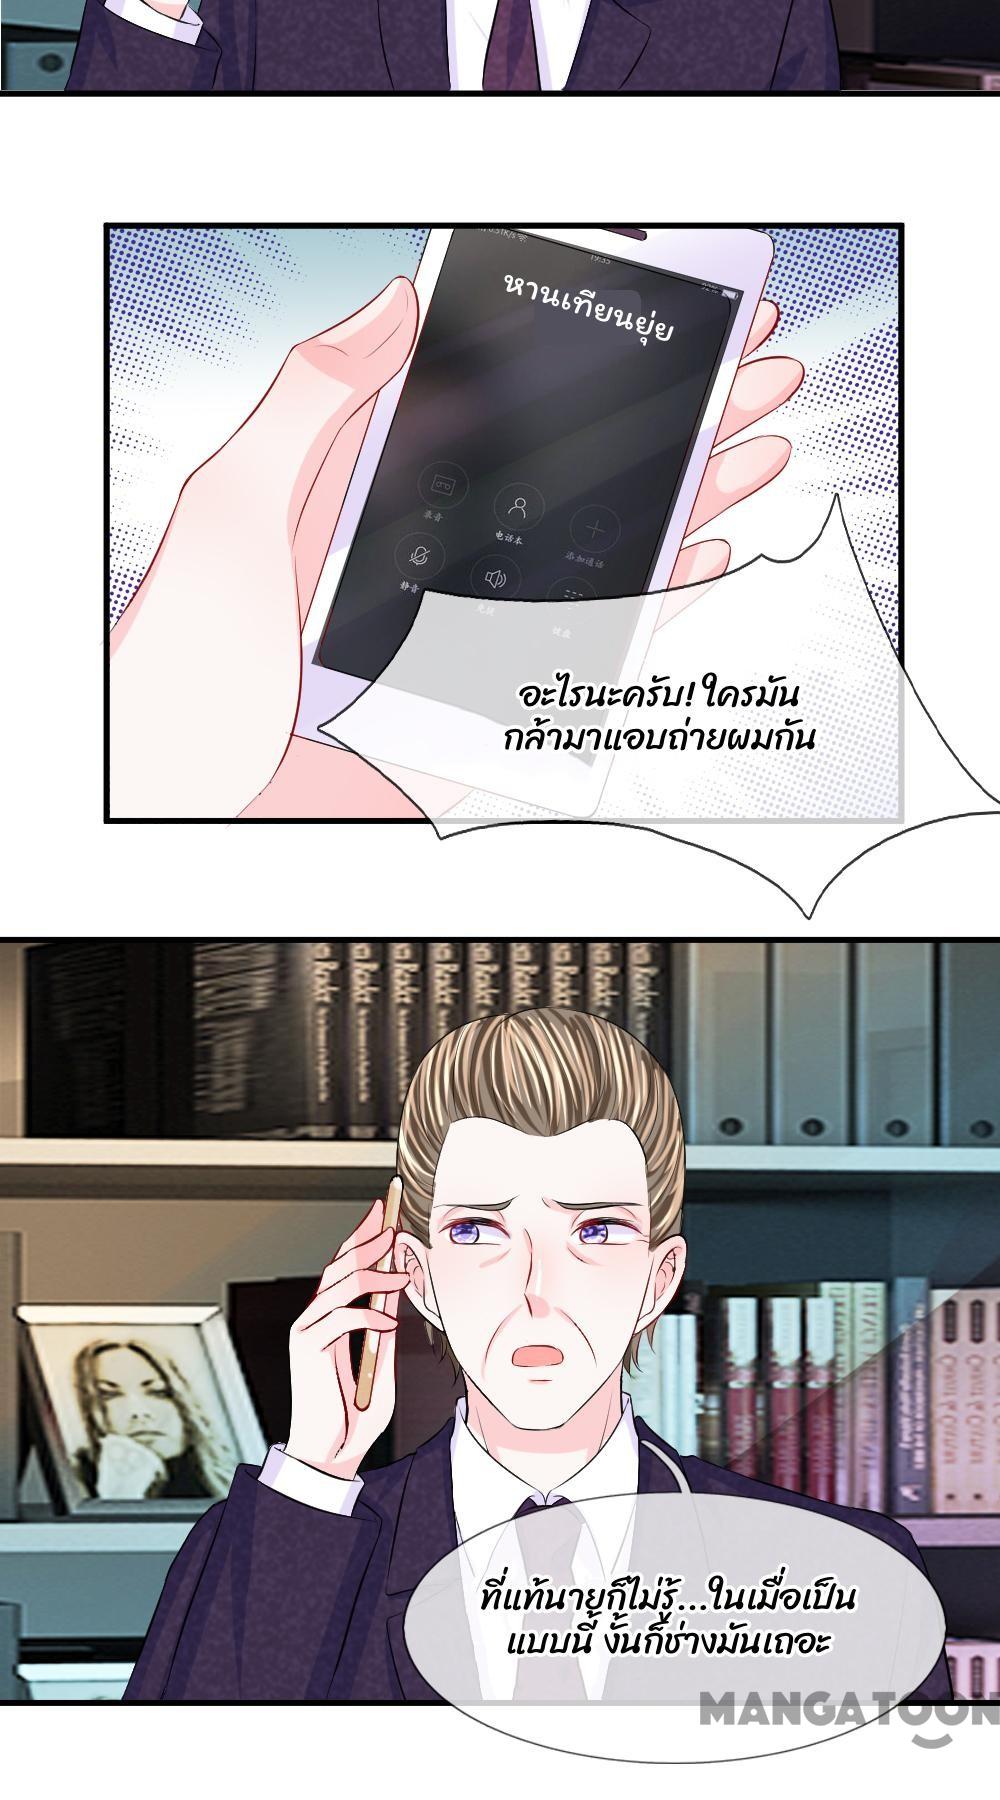 19:35
หานเทียนยุ่ย
录音
电话本
添加通话
静音
免提
键盘
อะไรนะครับ! ใครมัน
กล้ามาแอบถ่ายผมกัน
ที่แท้นายก็ไม่รู้...ในเมื่อเป็น
แบบนี้ งั้นก็ช่างมันเถอะ
MANGATOON